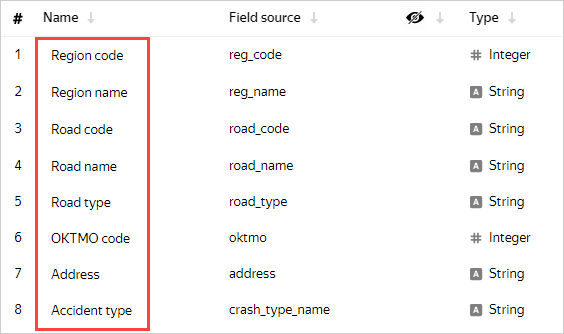 # Name ↓ Field source ↓ ↓ Type ↓
1 Region code reg_code # Integer
2 Region name reg_name A String
3 Road code road_code A String
4 Road name road_name A String
5 Road type road_type A String
6 OKTMO code oktmo # Integer
7 Address address A String
8 Accident type crash_type_name A String